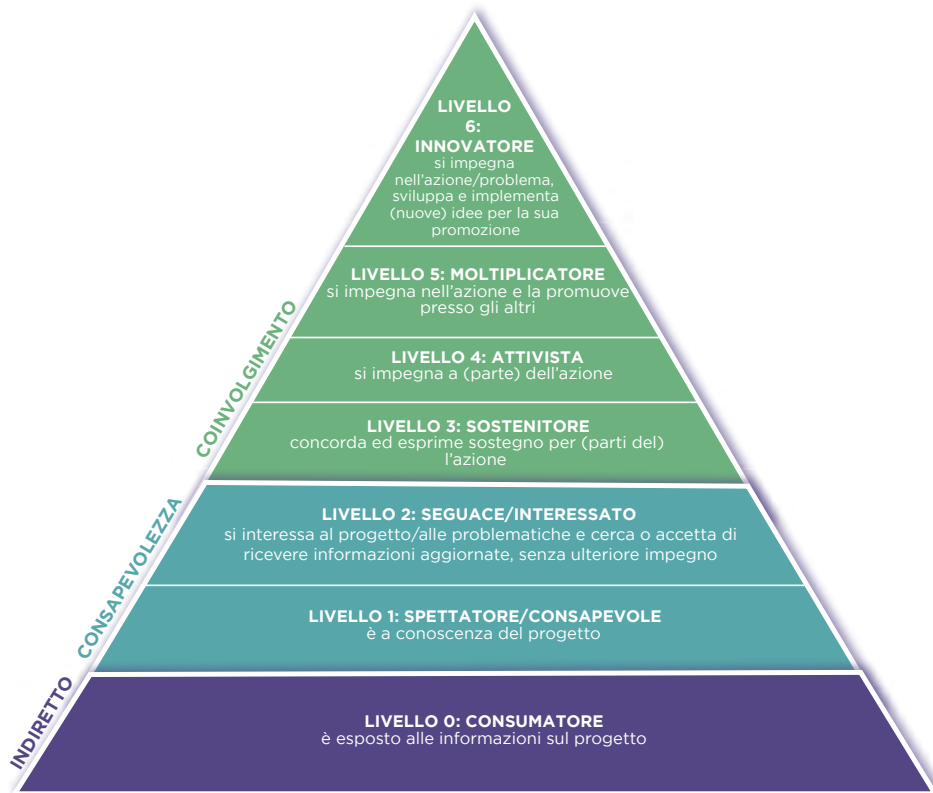 LIVELLO
6:
INNOVATORE
si impegna
nell'azione/problema,
sviluppa e implementa
(nuove) idee per la sua
promozione
LIVELLO 5: MOLTIPLICATORE
si impegna nell'azione e la promuove
presso gli altri
LIVELLO 4: ATTIVISTA
si impegna a (parte) dell'azione
LIVELLO 3: SOSTENITORE
concorda ed esprime sostegno per (parti del)
l'azione
COINVOLGIMENTO
LIVELLO 2: SEGUACE/INTERESSATO
si interessa al progetto/alle problematiche e cerca o accetta di
ricevere informazioni aggiornate, senza ulteriore impegno
LIVELLO 1: SPETTATORE/CONSAPEVOLE
è a conoscenza del progetto
CONSAPEVOLEZZA
LIVELLO 0: CONSUMATORE
è esposto alle informazioni sul progetto
INDIRETTO